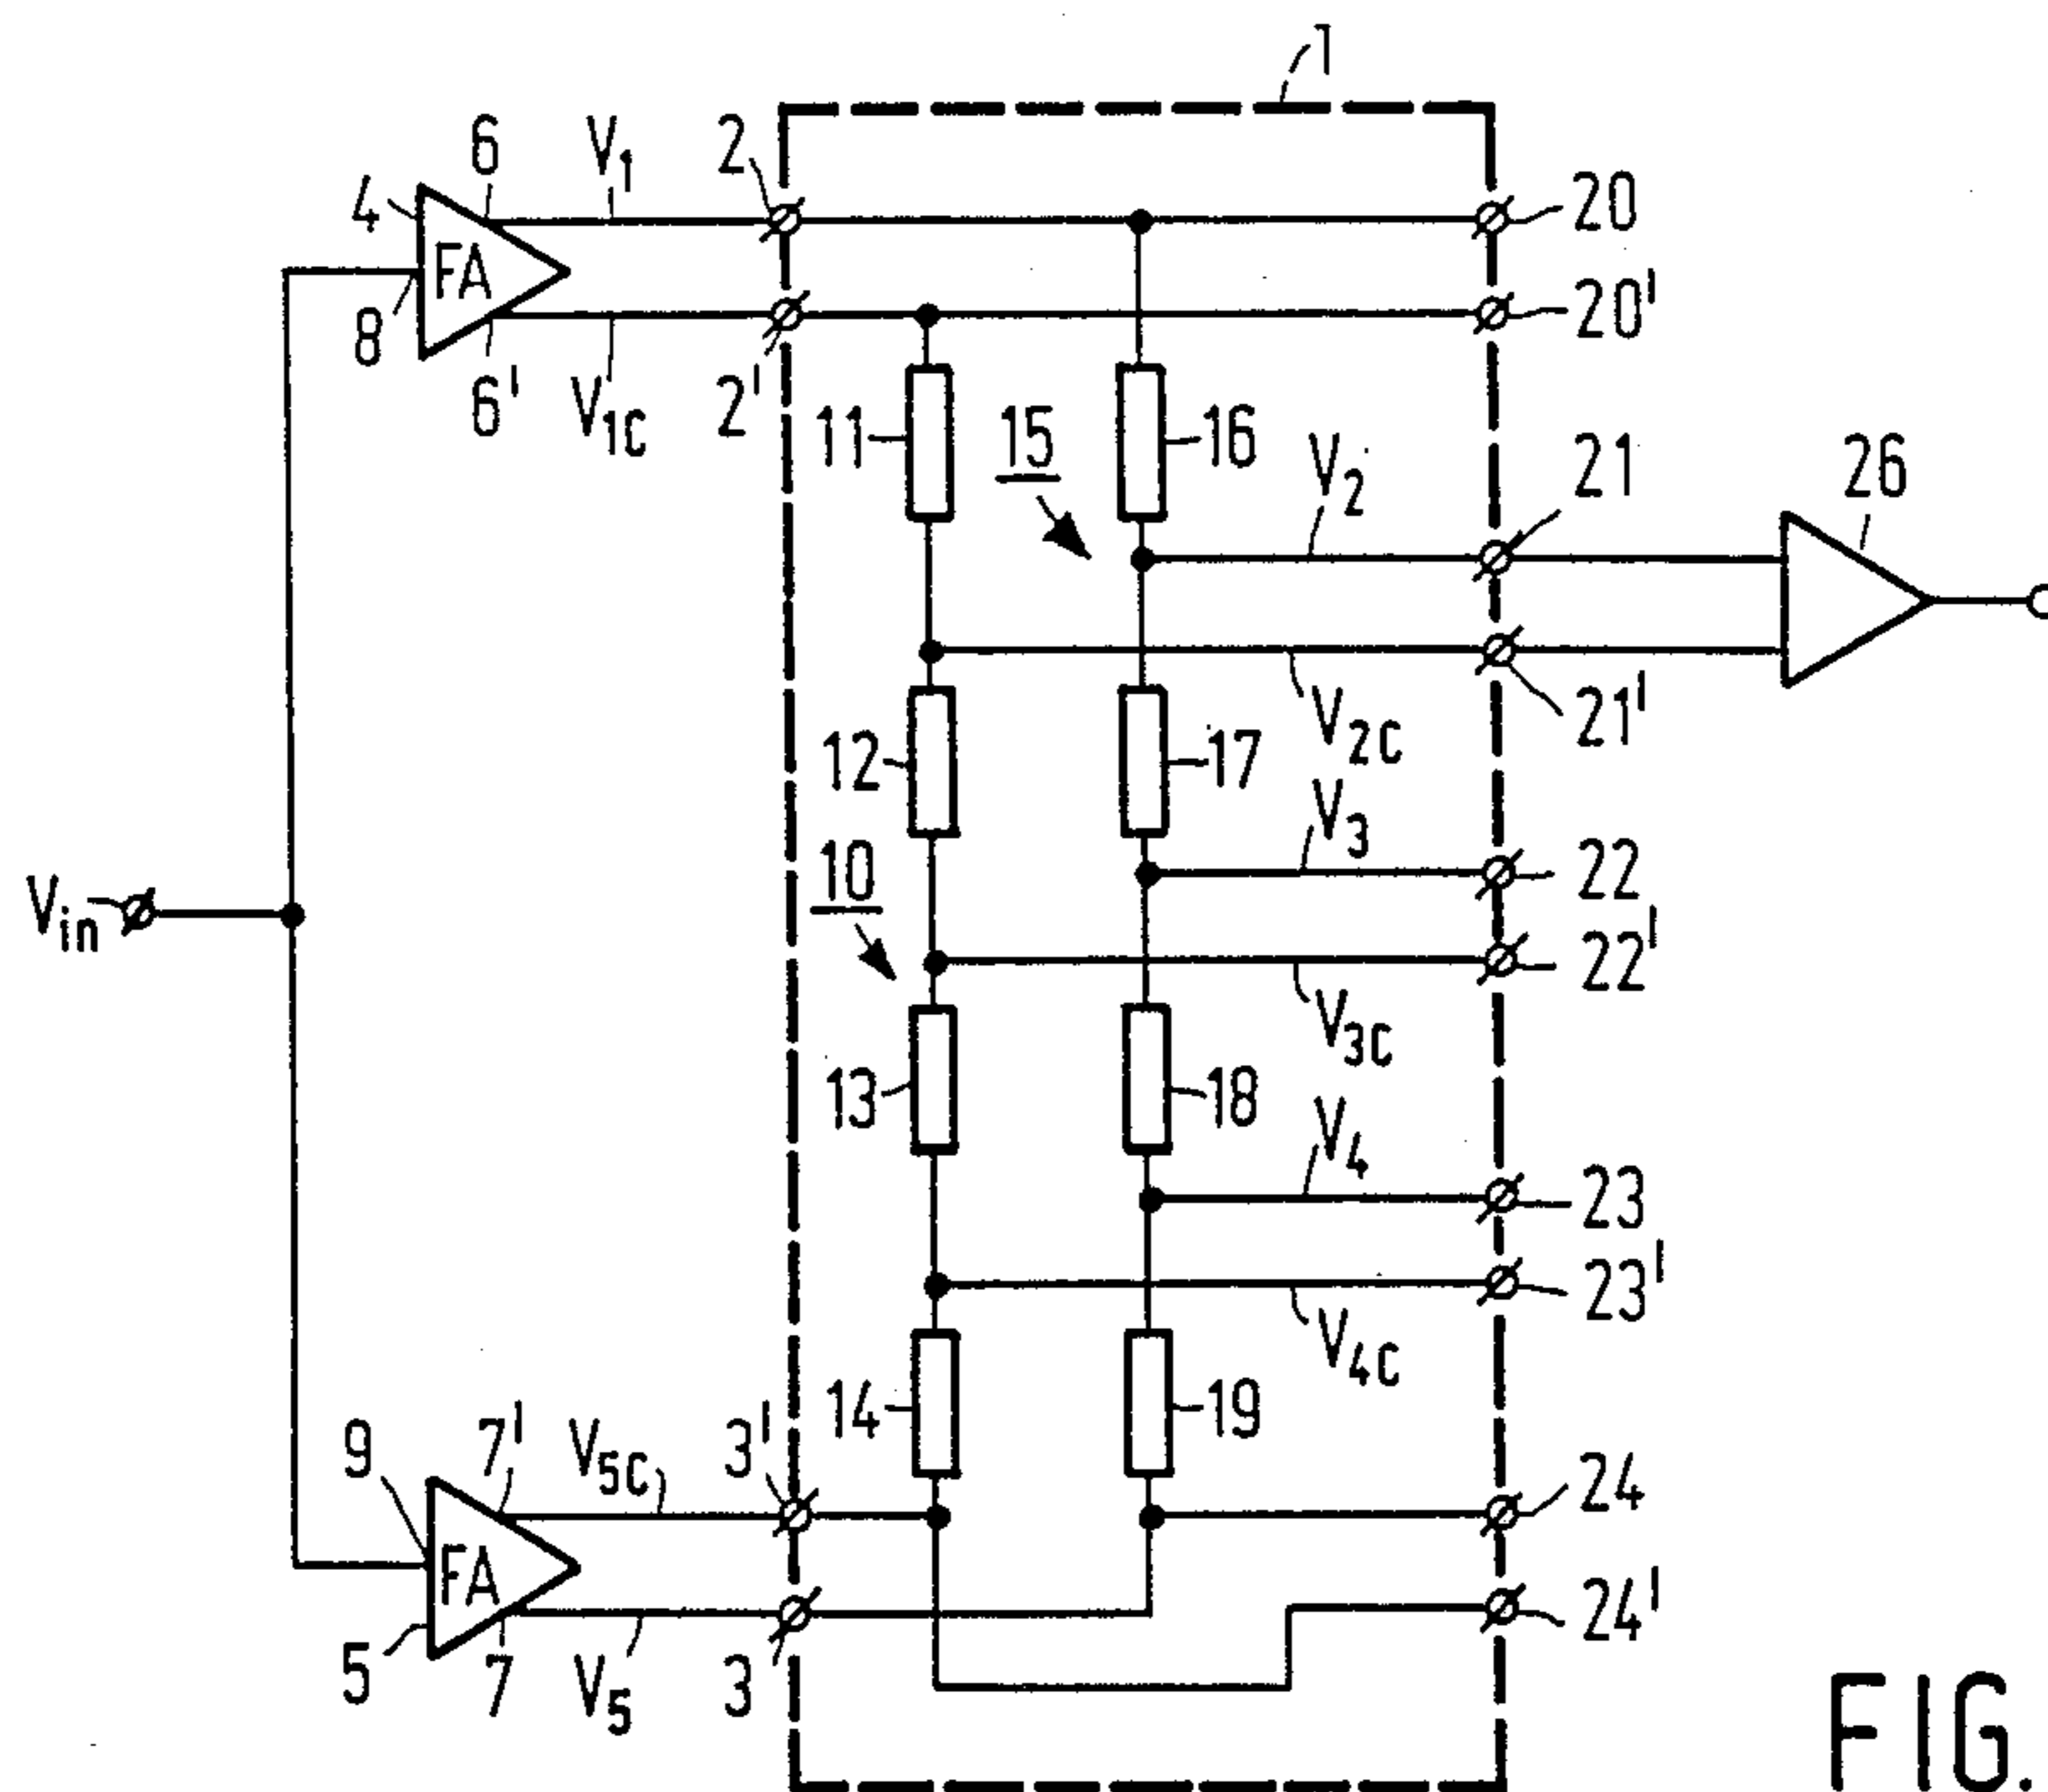 1
6 V1 2 20
4
FA
8 20'
6' V1C 2'
11 15 16 V2 21 26
V2C 21'
12 17
V3
10 22
Vin 22'
V3C
13 18
V4 23
23'
V4C
14 19
9 7' V5C 3' 24
FA
24'
5 7 V5 3
FIG.